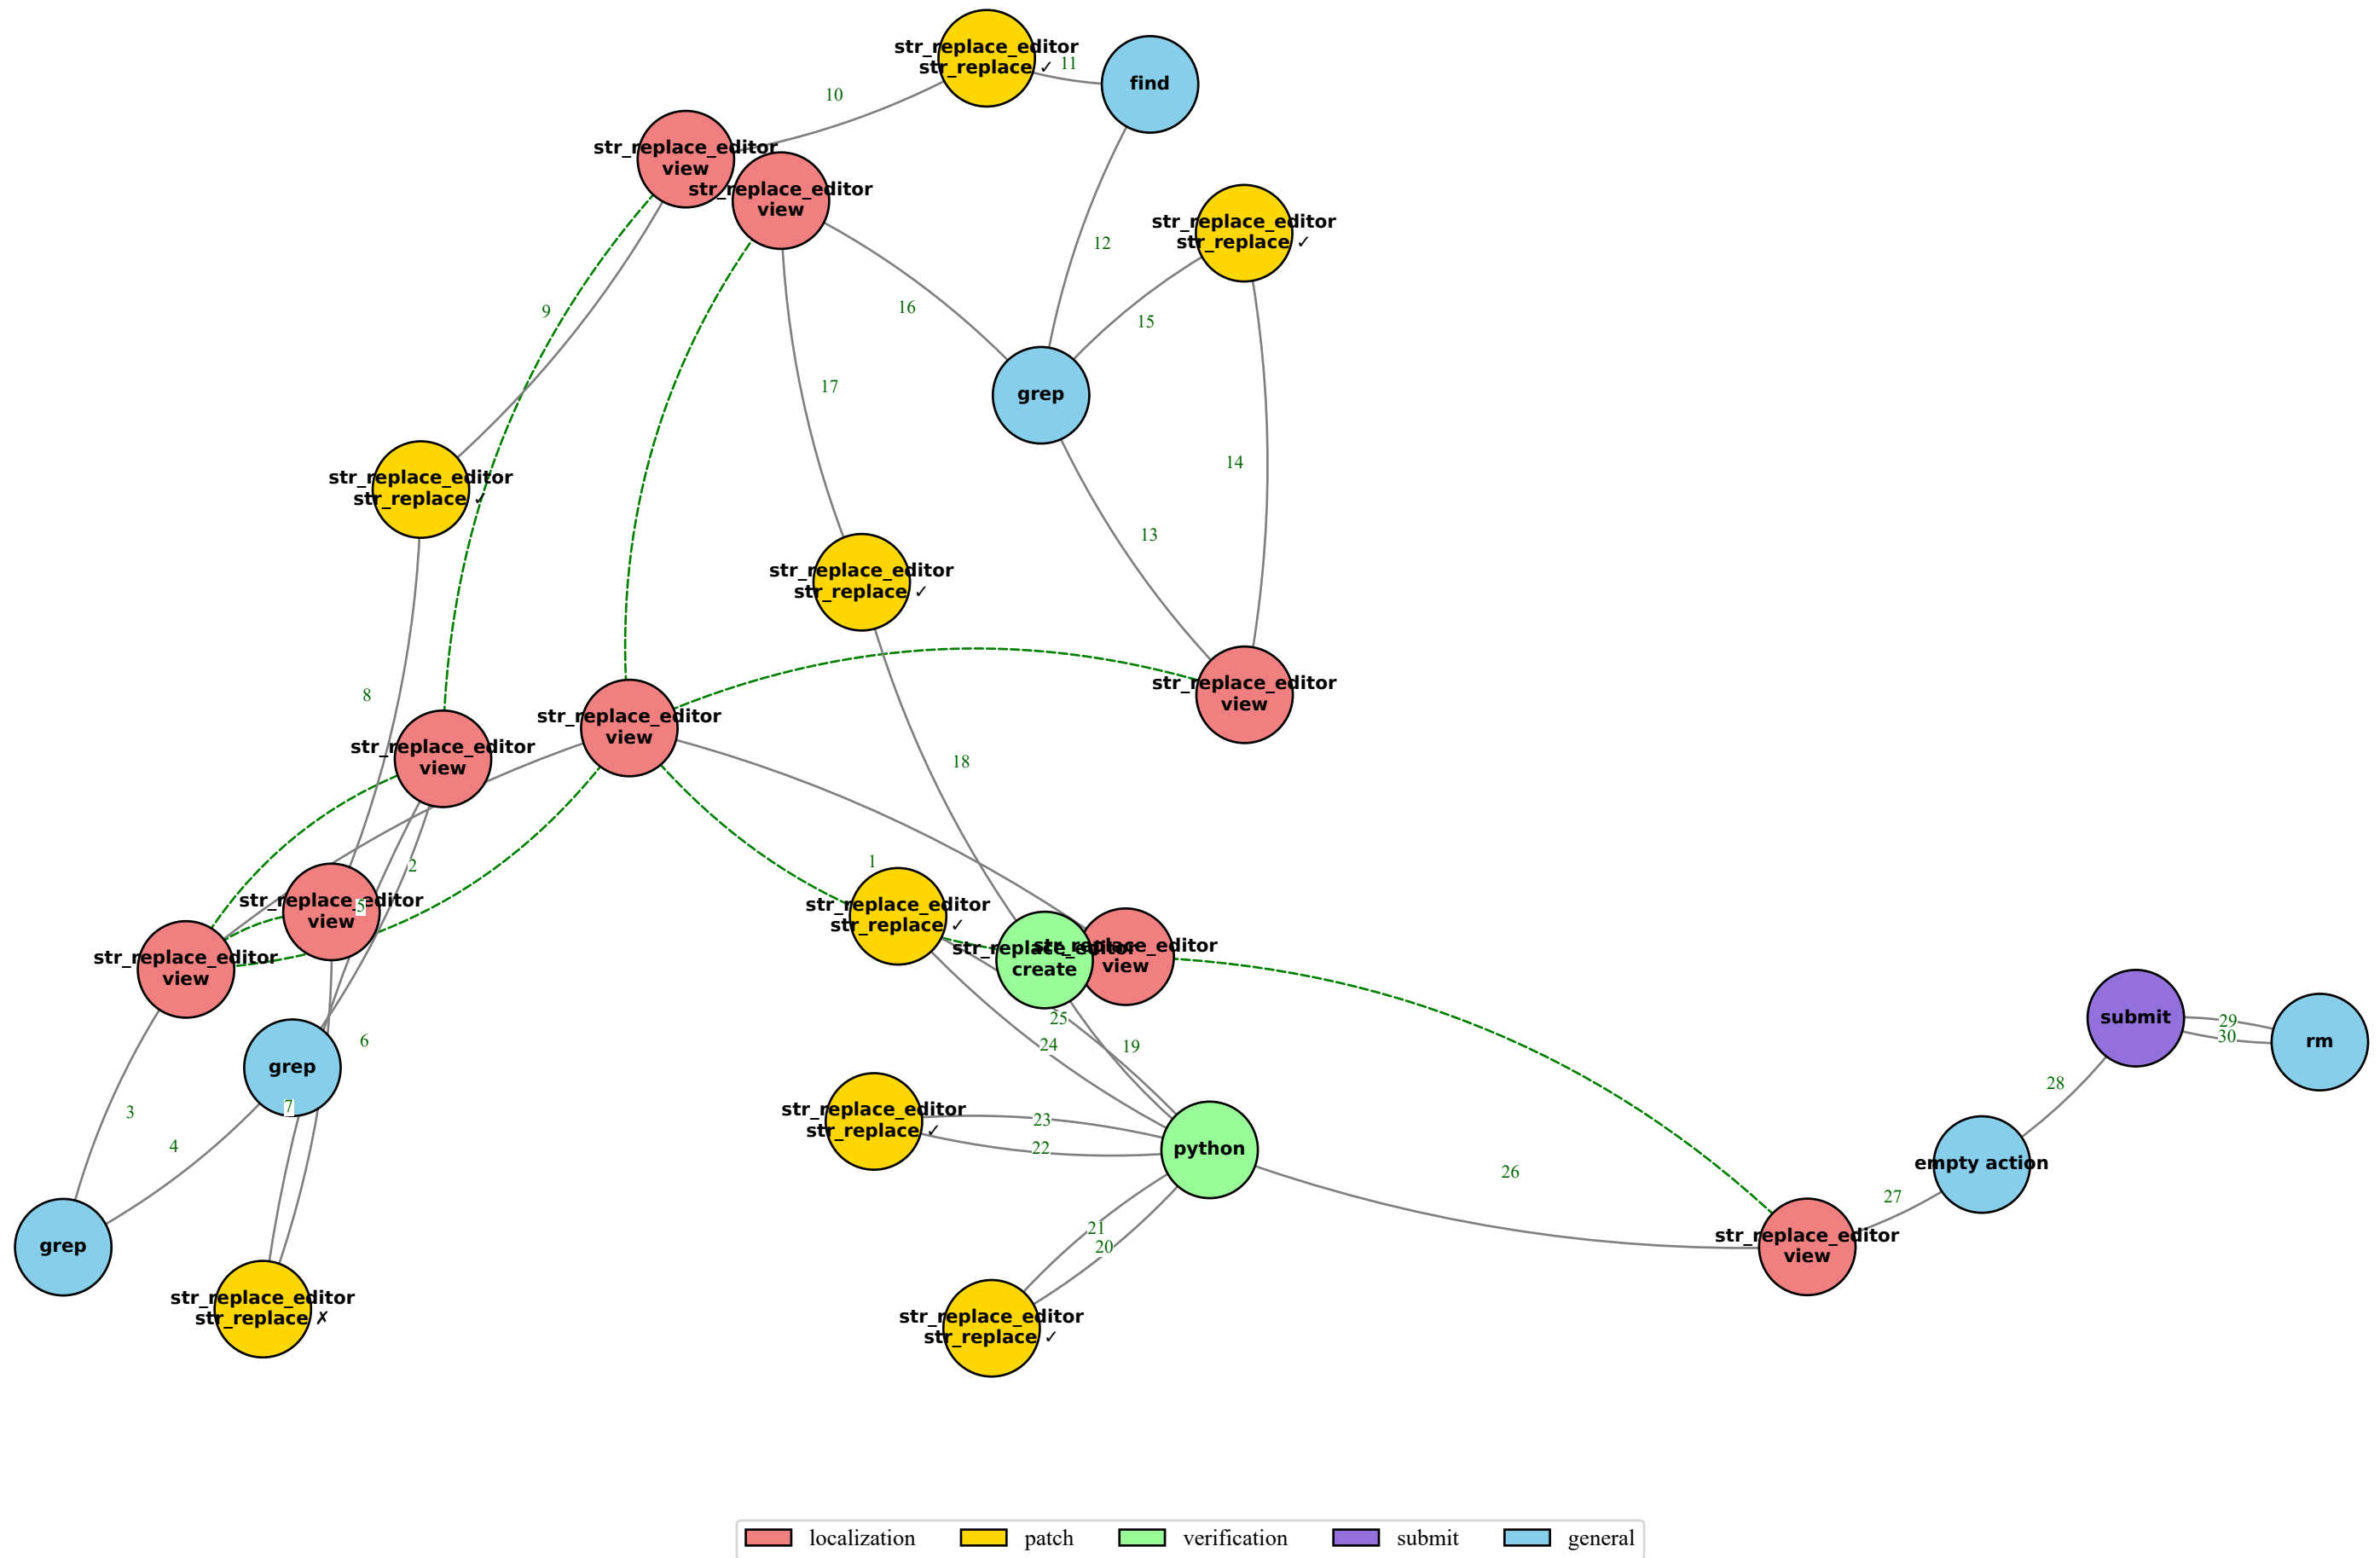 str_replace_editor
str_replace ✓
11
find
10
str_replace_editor
view
str_replace_editor
view
str_replace_editor
str_replace ✓
12
9
16
15
17
grep
14
str_replace_editor
str_replace ✓
13
str_replace_editor
str_replace ✓
8
str_replace_editor
view
str_replace_editor
view
str_replace_editor
view
18
1
2
str_replace_editor
view
5
str_replace_editor
str_replace ✓
str_replace_editor
create
str_replace_editor
view
str_replace_editor
view
25
24
19
6
grep
submit
29
30
rm
28
3
7
4
str_replace_editor
str_replace ✓
23
22
python
26
empty action
27
21
20
grep
str_replace_editor
view
str_replace_editor
str_replace ✗
str_replace_editor
str_replace ✓
localization
patch
verification
submit
general